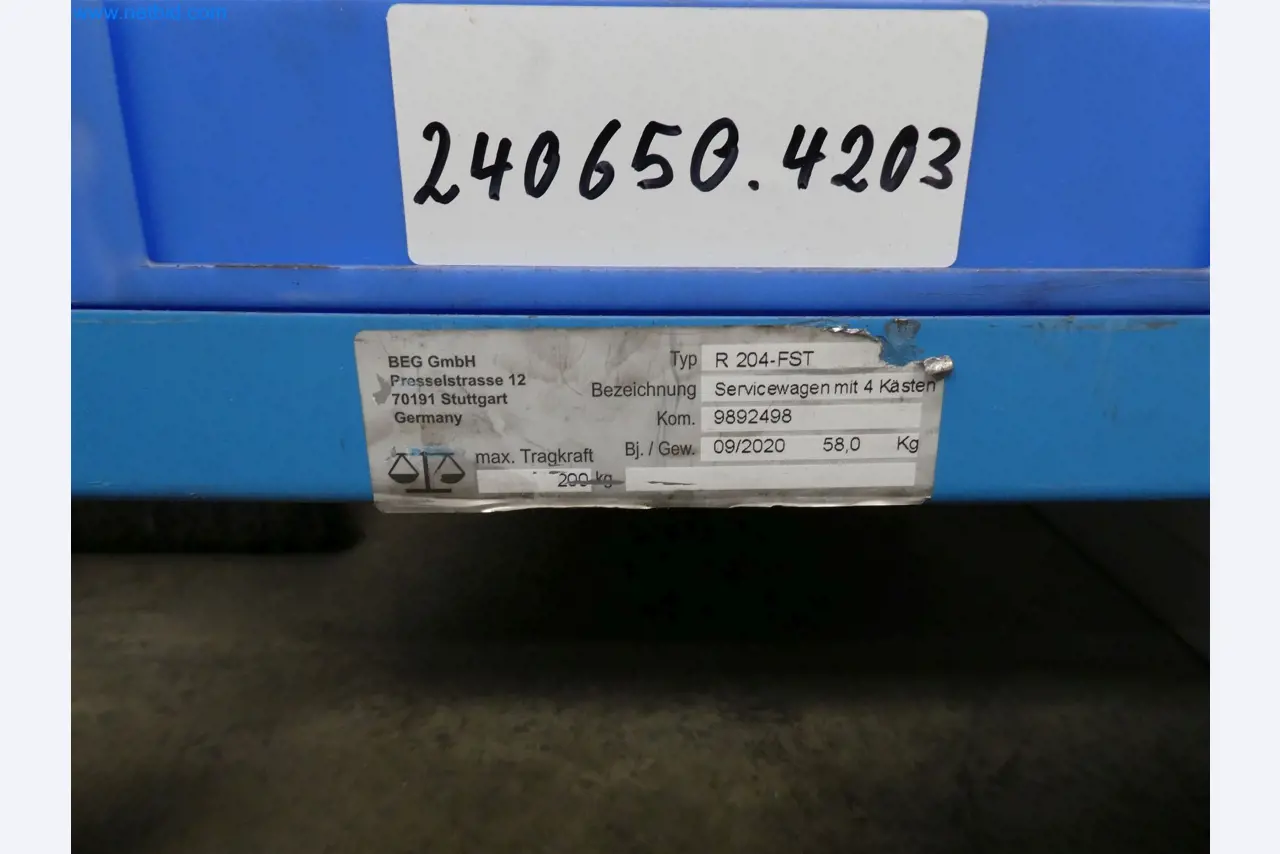 www.netbid.com
240650.4203
BEG GmbH
Presselstrasse 12
70191 Stuttgart
Germany
Typ R 204-FST
Bezeichnung Servicewagen mit 4 Kästen
Kom. 9892498
Bj. / Gew. 09/2020 58,0 Kg
max. Tragkraft
200 kg